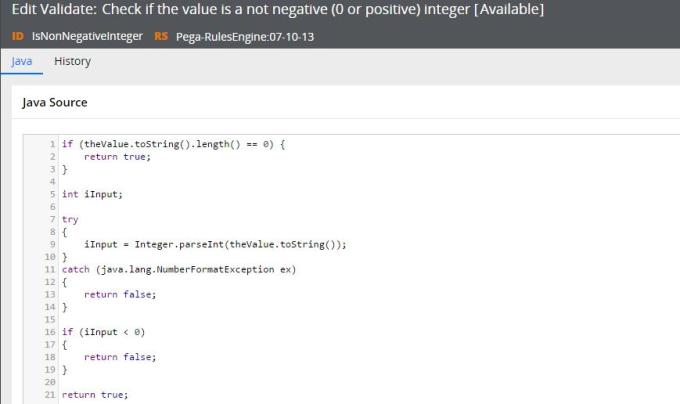 Edit Validate: Check if the value is a not negative (0 or positive) integer [Available]
ID IsNonNegativeInteger RS Pega-RulesEngine:07-10-13
Java History
Java Source
1 if (theValue.toString().length() == 0) {
2     return true;
3 }
4
5 int iInput;
6
7 try
8 {
9     iInput = Integer.parseInt(theValue.toString());
10 }
11 catch (java.lang.NumberFormatException ex)
12 {
13     return false;
14 }
15
16 if (iInput < 0)
17 {
18     return false;
19 }
20
21 return true;